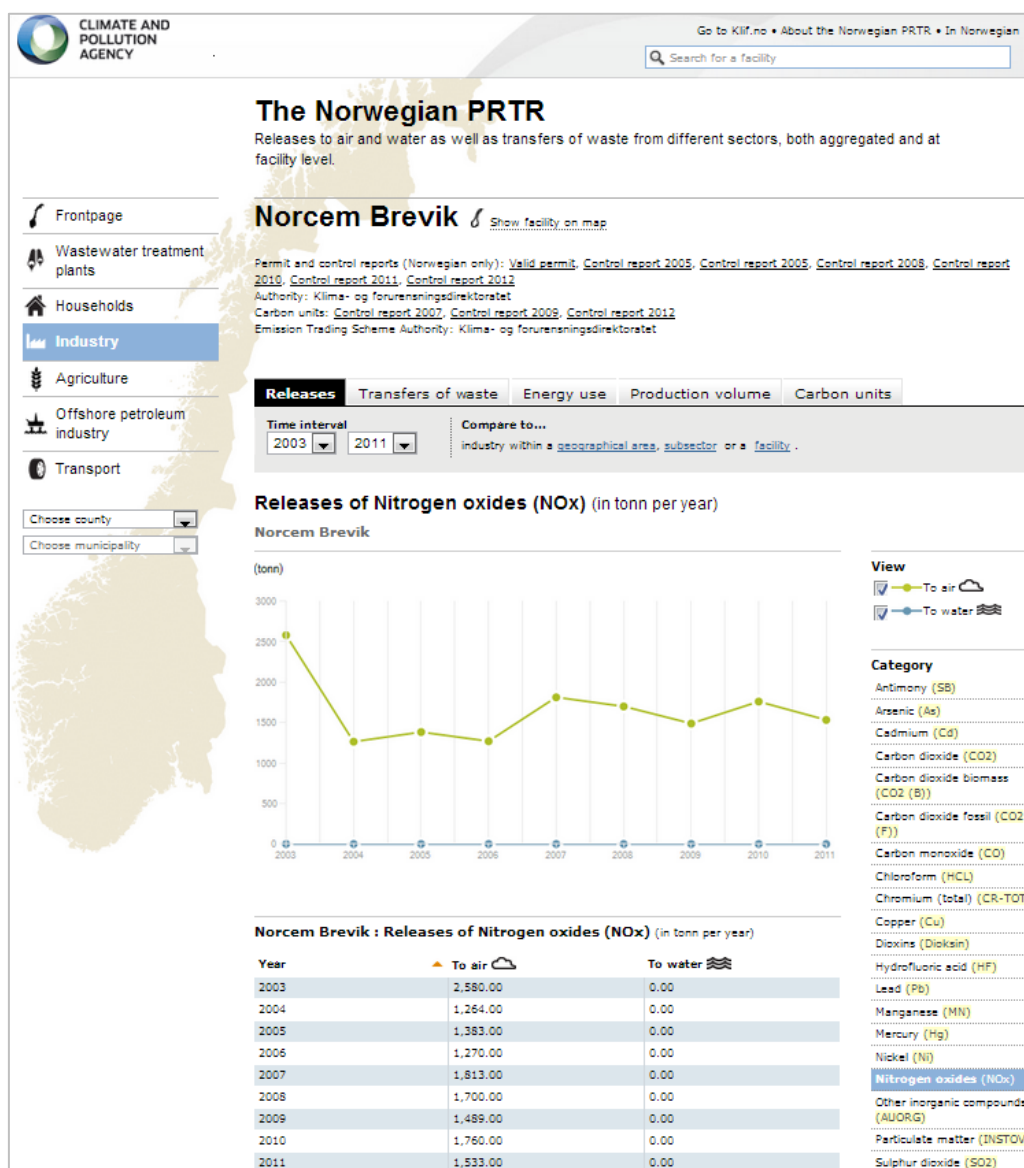 CLIMATE AND
POLLUTION
AGENCY
Go to Klif.no • About the Norwegian PRTR • In Norwegian
Search for a facility
The Norwegian PRTR
Releases to air and water as well as transfers of waste from different sectors, both aggregated and at
facility level.
Frontpage
Wastewater treatment
plants
Households
Industry
Agriculture
Offshore petroleum
industry
Transport
Choose county
Choose municipality
Norcem Brevik Show facility on map
Permit and control reports (Norwegian only): Valid permit, Control report 2005, Control report 2005, Control report 2008, Control report
2010, Control report 2011, Control report 2012
Authority: Klima- og forurensningsdirektoratet
Carbon units: Control report 2007, Control report 2009, Control report 2012
Emission Trading Scheme Authority: Klima- og forurensningsdirektoratet
Releases Transfers of waste Energy use Production volume Carbon units
Time interval
2003 2011
Compare to...
industry within a geographical area, subsector or a facility .
Releases of Nitrogen oxides (NOx) (in tonn per year)
Norcem Brevik
(tonn)
3000
2500
2000
1500
1000
500
0
2003 2004 2005 2006 2007 2008 2009 2010 2011
View
To air
To water
Category
Antimony (SB)
Arsenic (As)
Cadmium (Cd)
Carbon dioxide (CO2)
Carbon dioxide biomass
(CO2 (B))
Carbon dioxide fossil (CO2
(F))
Carbon monoxide (CO)
Chloroform (HCL)
Chromium (total) (CR-TOT
Copper (Cu)
Dioxins (Dioksin)
Hydrofluoric acid (HF)
Lead (Pb)
Manganese (MN)
Mercury (Hg)
Nickel (Ni)
Nitrogen oxides (NOx)
Other inorganic compounds
(AUORG)
Particulate matter (INSTOV
Sulphur dioxide (SO2)
Norcem Brevik : Releases of Nitrogen oxides (NOx) (in tonn per year)
Year To air To water
2003 2,580.00 0.00
2004 1,264.00 0.00
2005 1,383.00 0.00
2006 1,270.00 0.00
2007 1,813.00 0.00
2008 1,700.00 0.00
2009 1,489.00 0.00
2010 1,760.00 0.00
2011 1,533.00 0.00